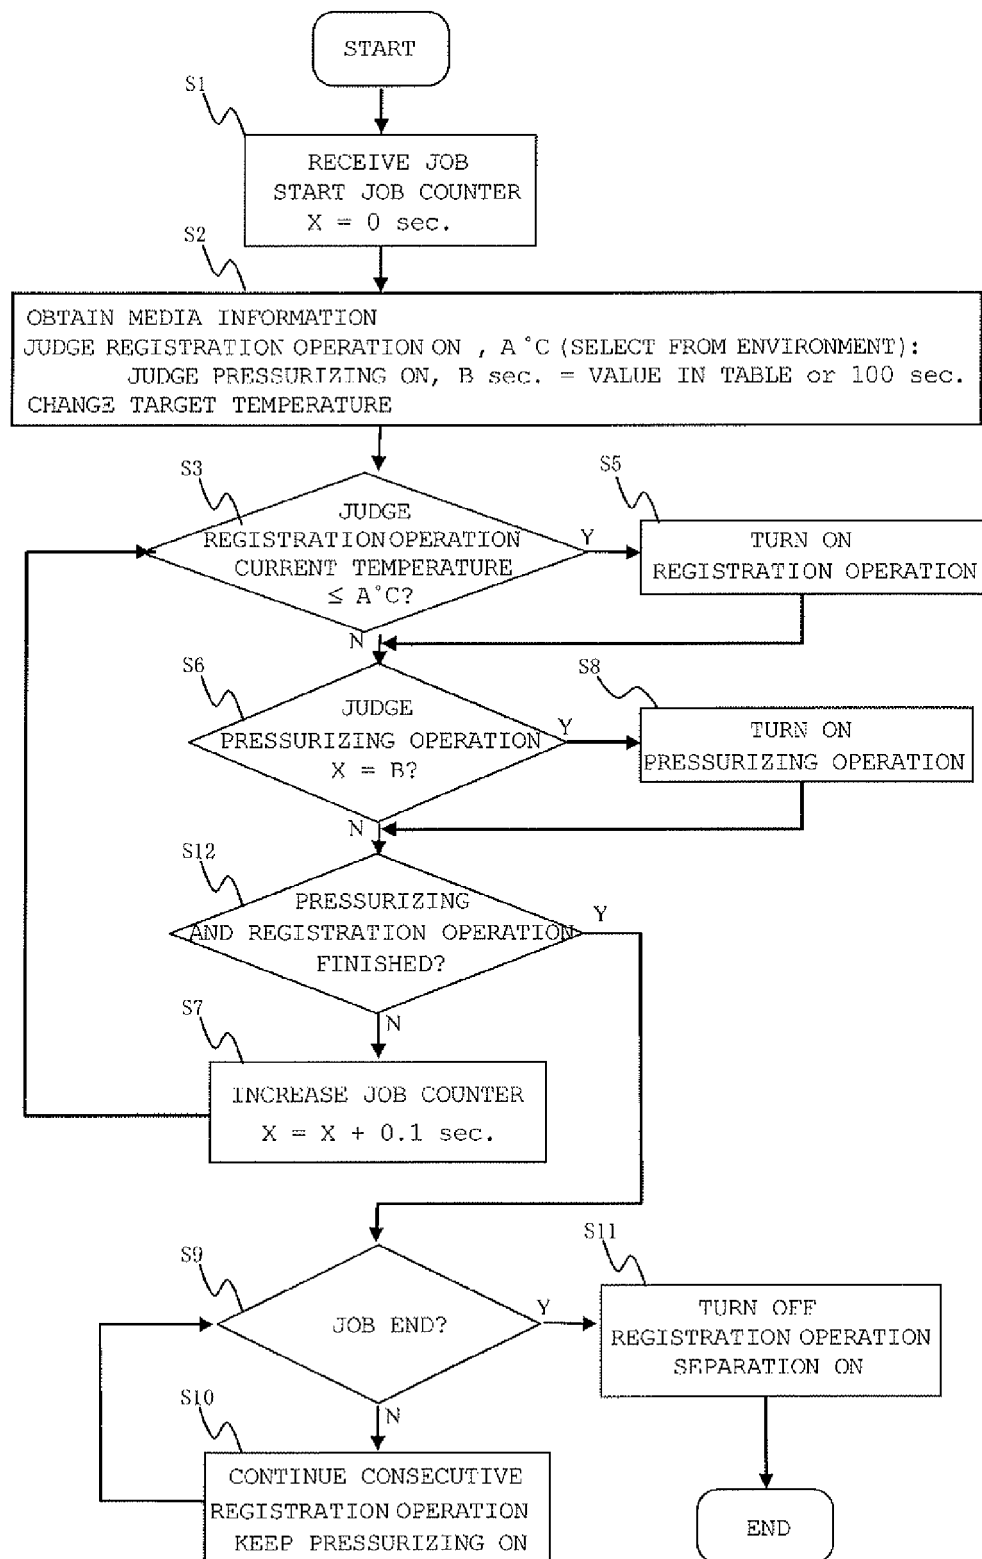 START
S1
RECEIVE JOB
START JOB COUNTER
X = 0 sec.
S2
OBTAIN MEDIA INFORMATION
JUDGE REGISTRATION OPERATION ON , A°C (SELECT FROM ENVIRONMENT):
JUDGE PRESSURIZING ON, B sec. = VALUE IN TABLE or 100 sec.
CHANGE TARGET TEMPERATURE
S3
JUDGE
REGISTRATION OPERATION
CURRENT TEMPERATURE
≤ A°C?
Y
N
S5
TURN ON
REGISTRATION OPERATION
S6
JUDGE
PRESSURIZING OPERATION
X = B?
Y
N
S8
TURN ON
PRESSURIZING OPERATION
S12
PRESSURIZING
AND REGISTRATION OPERATION
FINISHED?
Y
N
S7
INCREASE JOB COUNTER
X = X + 0.1 sec.
S9
JOB END?
Y
N
S11
TURN OFF
REGISTRATION OPERATION
SEPARATION ON
S10
CONTINUE CONSECUTIVE
REGISTRATION OPERATION
KEEP PRESSURIZING ON
END